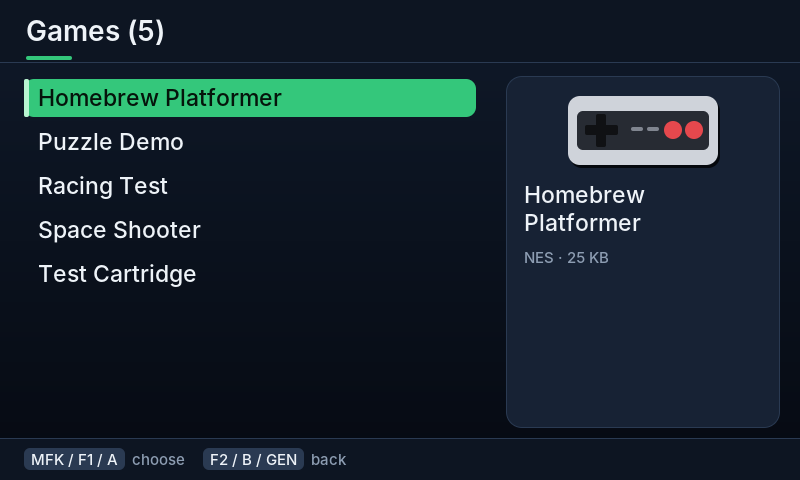 Games (5)
Homebrew Platformer
Puzzle Demo
Racing Test
Space Shooter
Test Cartridge
Homebrew
Platformer
NES · 25 KB
MFK / F1 / A choose F2 / B / GEN back